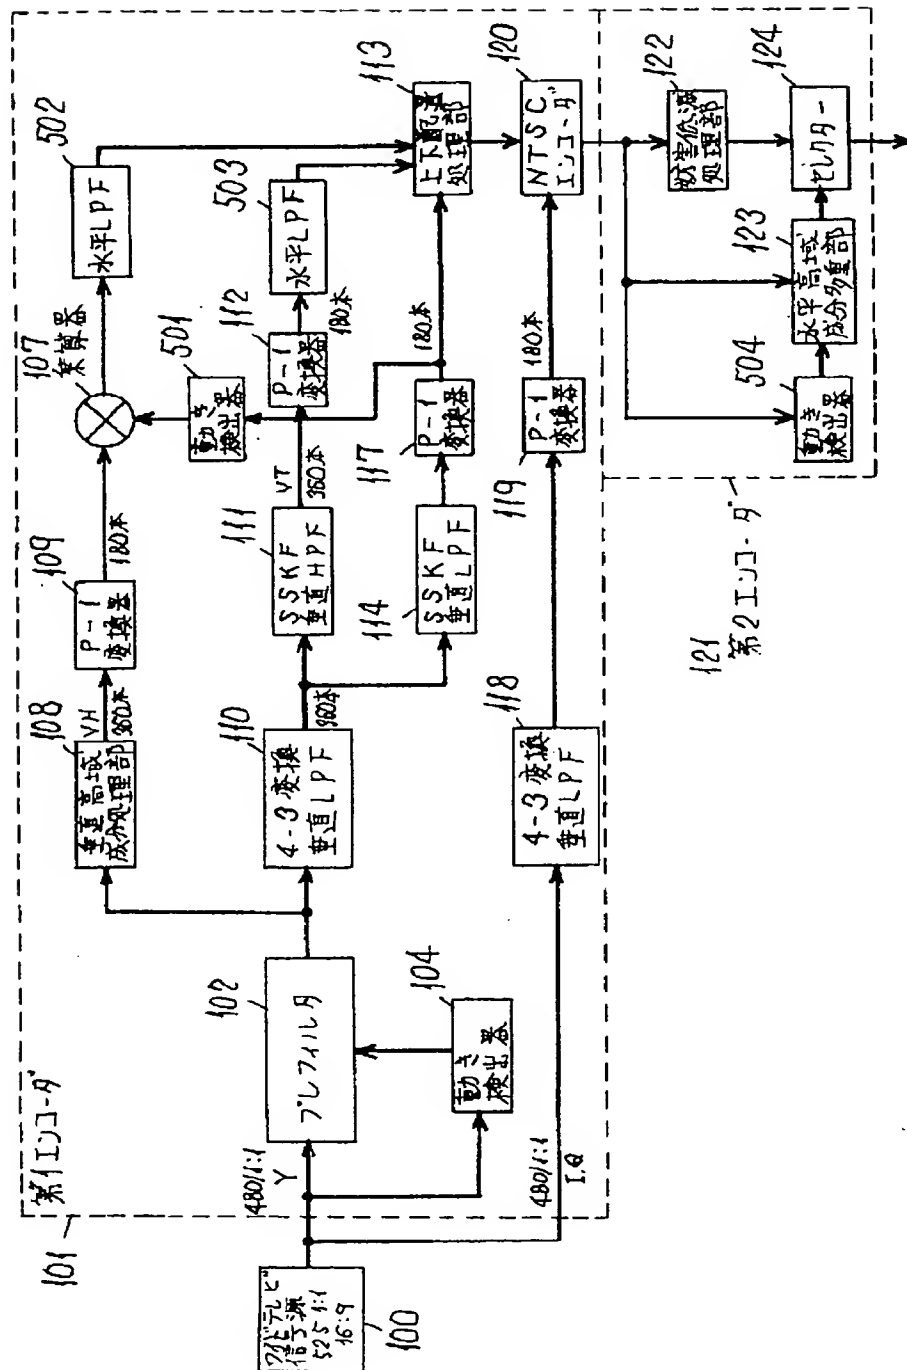 101
第1エンコーダ
ワイドテレビ
信号源
525 1:1
16:9
100
480/1:1
Y
480/1:1
I.Q
102
プレフィルタ
104
動き
検出器
108
垂直高域
成分処理部
VH
360本
109
P-I
変換器
180本
107
乗算器
502
水平LPF
110
4-3変換
垂直LPF
360本
111
SSKF
垂直HPF
VT
360本
112
P-I
変換器
180本
503
水平LPF
501
動き
検出器
114
SSKF
垂直LPF
117
P-I
変換器
180本
113
上下配置
処理部
118
4-3変換
垂直LPF
119
P-I
変換器
180本
120
NTSC
エンコーダ
121
第2エンコーダ
122
妨害低減
処理部
504
動き
検出器
123
水平高域
成分多重部
124
セレクター